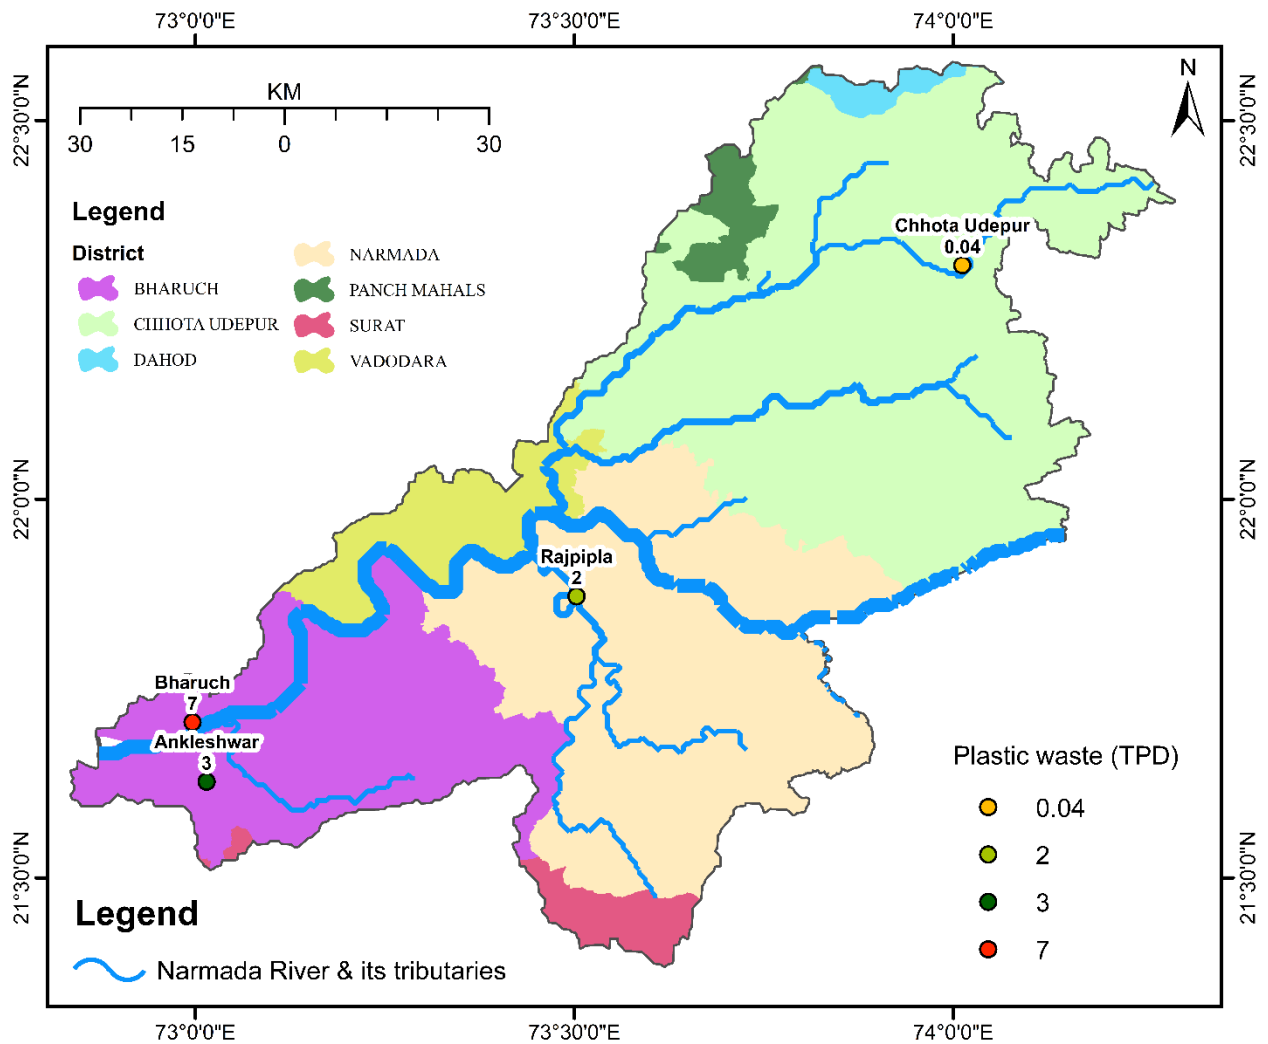 73°0'0"E
73°30'0"E
74°0'0"E
N
KM
30
15
0
30
22°30'0"N
22°30'0"N
Legend
District
BHARUCH
CHHOTA UDEPUR
DAHOD
NARMADA
PANCH MAHALS
SURAT
VADODARA
Chhota Udepur
0.04
22°0'0"N
22°0'0"N
Rajpipla
2
Bharuch
7
Ankleshwar
3
Plastic waste (TPD)
0.04
2
3
7
21°30'0"N
21°30'0"N
Legend
Narmada River & its tributaries
73°0'0"E
73°30'0"E
74°0'0"E